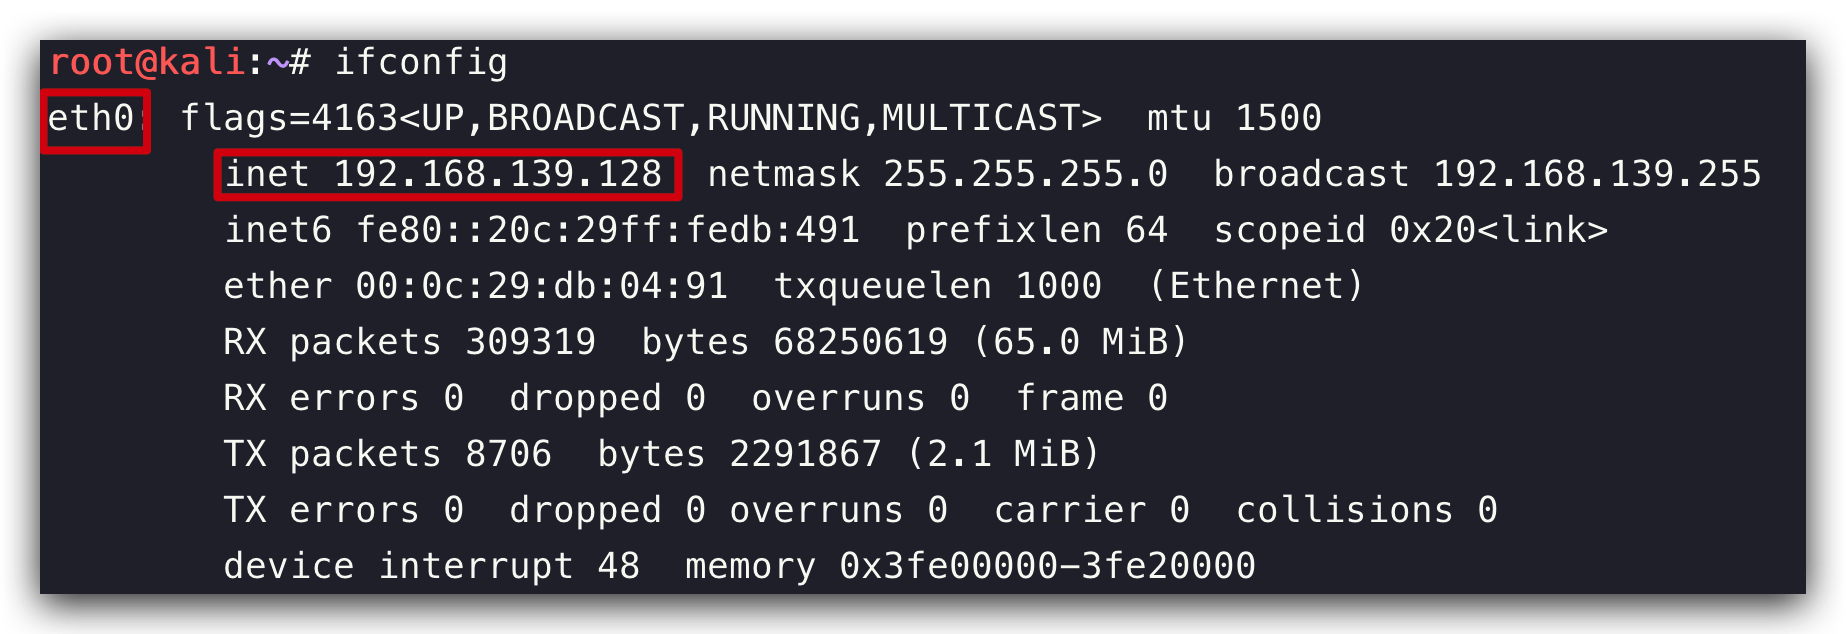 root@kali:~# ifconfig
eth0: flags=4163<UP,BROADCAST,RUNNING,MULTICAST>  mtu 1500
inet 192.168.139.128  netmask 255.255.255.0  broadcast 192.168.139.255
inet6 fe80::20c:29ff:fedb:491  prefixlen 64  scopeid 0x20<link>
ether 00:0c:29:db:04:91  txqueuelen 1000  (Ethernet)
RX packets 309319  bytes 68250619 (65.0 MiB)
RX errors 0  dropped 0  overruns 0  frame 0
TX packets 8706  bytes 2291867 (2.1 MiB)
TX errors 0  dropped 0 overruns 0  carrier 0  collisions 0
device interrupt 48  memory 0x3fe00000-3fe20000